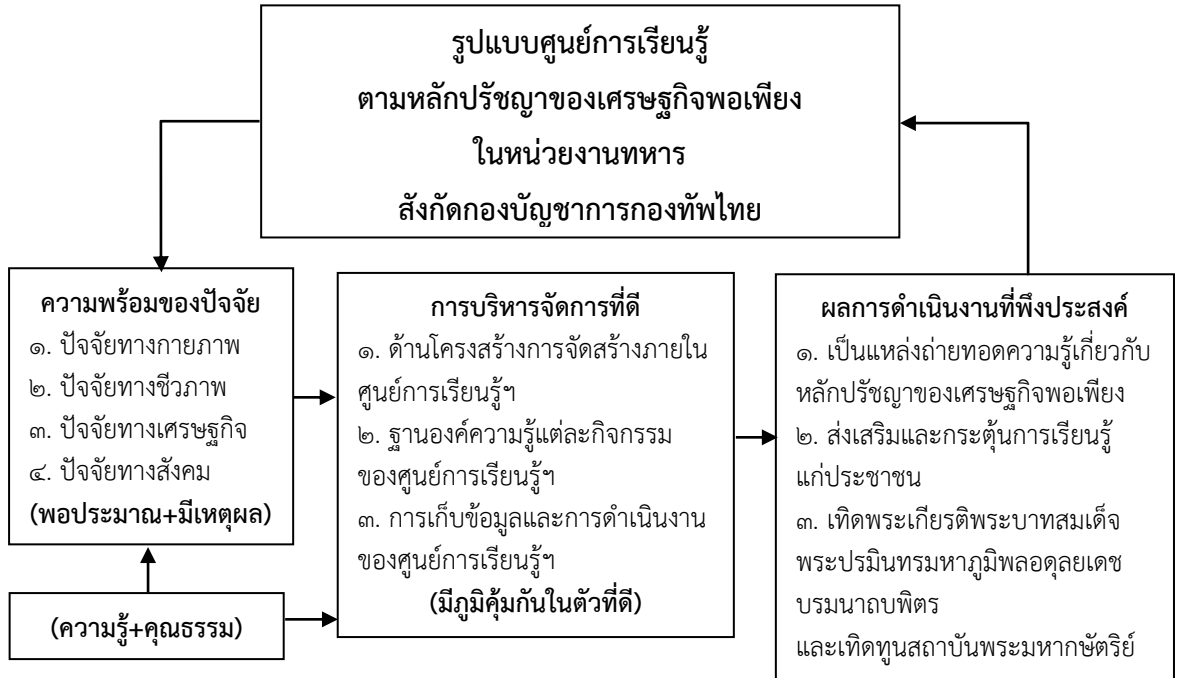 รูปแบบศูนย์การเรียนรู้
ตามหลักปรัชญาของเศรษฐกิจพอเพียง
ในหน่วยงานทหาร
สังกัดกองบัญชาการกองทัพไทย
ความพร้อมของปัจจัย
๑. ปัจจัยทางกายภาพ
๒. ปัจจัยทางชีวภาพ
๓. ปัจจัยทางเศรษฐกิจ
๔. ปัจจัยทางสังคม
(พอประมาณ+มีเหตุผล)
(ความรู้+คุณธรรม)
การบริหารจัดการที่ดี
๑. ด้านโครงสร้างการจัดสร้างภายใน
ศูนย์การเรียนรู้ฯ
๒. ฐานองค์ความรู้แต่ละกิจกรรม
ของศูนย์การเรียนรู้ฯ
๓. การเก็บข้อมูลและการดำเนินงาน
ของศูนย์การเรียนรู้ฯ
(มีภูมิคุ้มกันในตัวที่ดี)
ผลการดำเนินงานที่พึงประสงค์
๑. เป็นแหล่งถ่ายทอดความรู้เกี่ยวกับ
หลักปรัชญาของเศรษฐกิจพอเพียง
๒. ส่งเสริมและกระตุ้นการเรียนรู้
แก่ประชาชน
๓. เทิดพระเกียรติพระบาทสมเด็จ
พระปรมินทรมหาภูมิพลอดุลยเดช
บรมนาถบพิตร
และเทิดทูนสถาบันพระมหากษัตริย์